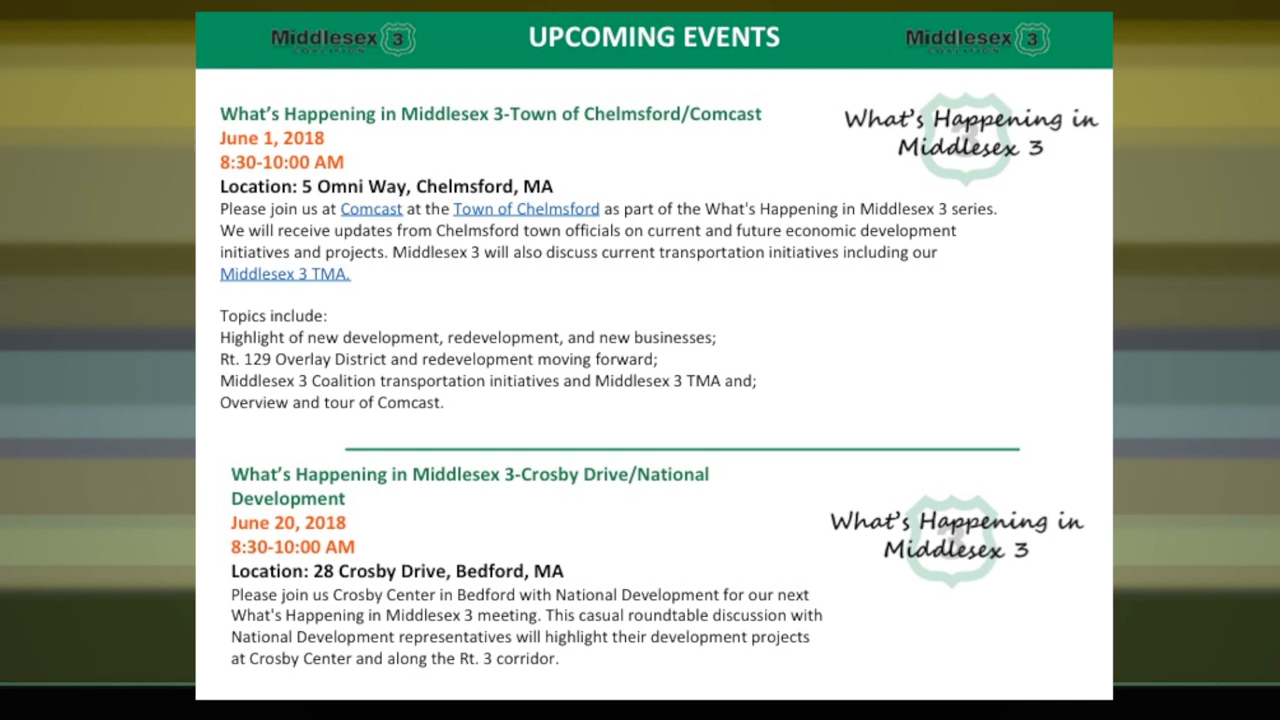 Middlesex 3
COALITION
UPCOMING EVENTS
Middlesex 3
COALITION
What's Happening in Middlesex 3-Town of Chelmsford/Comcast
June 1, 2018
8:30-10:00 AM
Location: 5 Omni Way, Chelmsford, MA
Please join us at Comcast at the Town of Chelmsford as part of the What's Happening in Middlesex 3 series.
We will receive updates from Chelmsford town officials on current and future economic development
initiatives and projects. Middlesex 3 will also discuss current transportation initiatives including our
Middlesex 3 TMA.
What's Happening in
Middlesex 3
3
Topics include:
Highlight of new development, redevelopment, and new businesses;
Rt. 129 Overlay District and redevelopment moving forward;
Middlesex 3 Coalition transportation initiatives and Middlesex 3 TMA and;
Overview and tour of Comcast.
What's Happening in Middlesex 3-Crosby Drive/National
Development
June 20, 2018
8:30-10:00 AM
Location: 28 Crosby Drive, Bedford, MA
Please join us Crosby Center in Bedford with National Development for our next
What's Happening in Middlesex 3 meeting. This casual roundtable discussion with
National Development representatives will highlight their development projects
at Crosby Center and along the Rt. 3 corridor.
What's Happening in
Middlesex 3
3